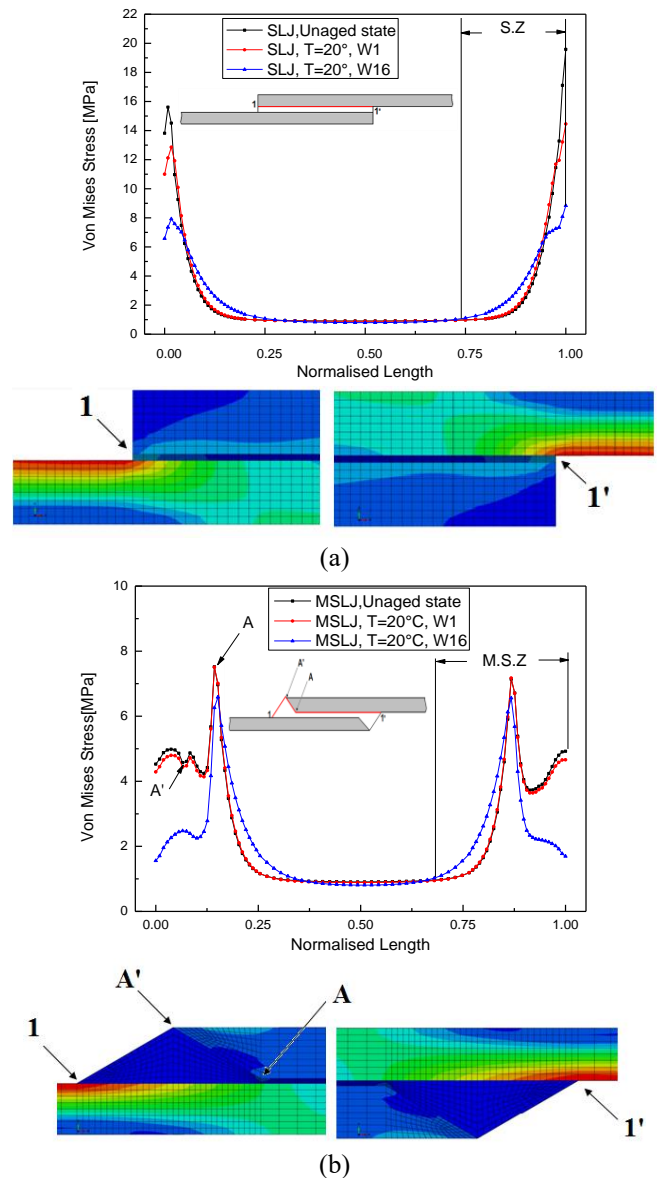 22
20
18
16
14
12
10
8
6
4
2
0
Von Mises Stress [MPa]
SLJ,Unaged state
SLJ, T=20°, W1
SLJ, T=20°, W16
S.Z
1
1'
0.00
0.25
0.50
0.75
1.00
Normalised Length
1
1'
(a)
10
8
6
4
2
0
Von Mises Stress[MPa]
MSLJ,Unaged state
MSLJ, T=20°C, W1
MSLJ, T=20°C, W16
A
M.S.Z
A'
A
1
1'
A'
0.00
0.25
0.50
0.75
1.00
Normalised Length
A'
A
1
1'
(b)